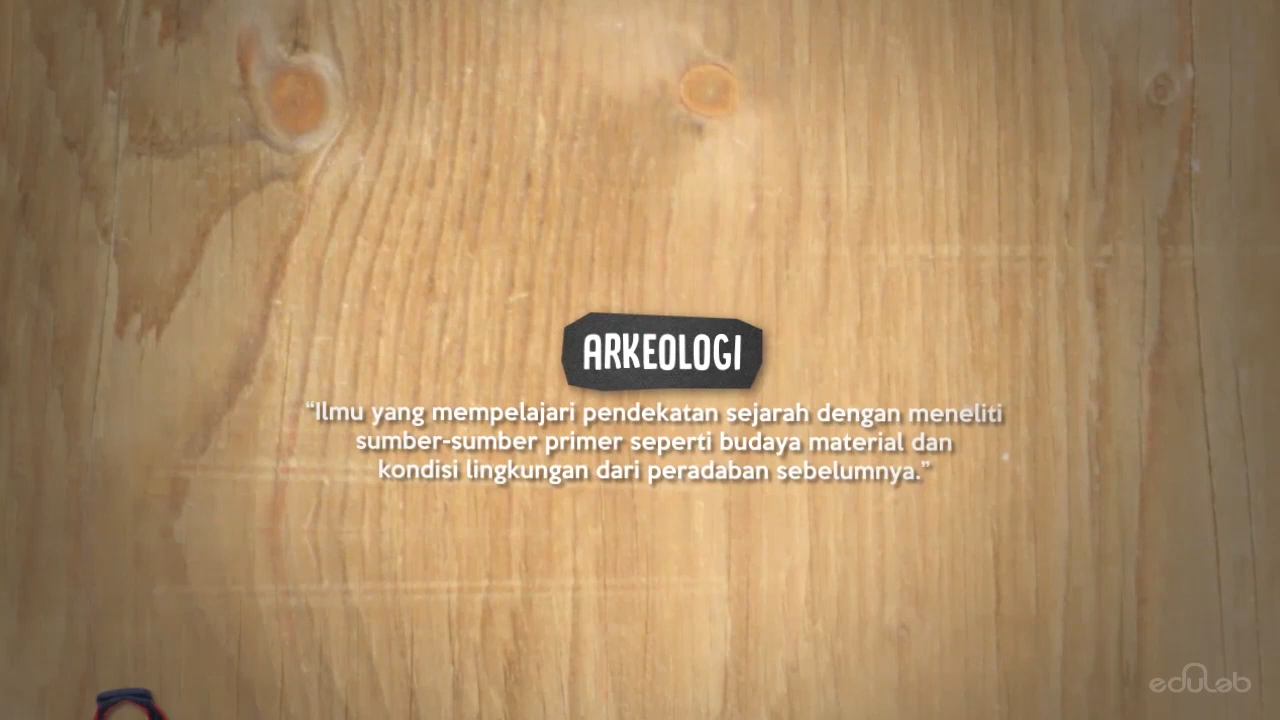 ARKEOLOGI
“Ilmu yang mempelajari pendekatan sejarah dengan meneliti
sumber-sumber primer seperti budaya material dan
kondisi lingkungan dari peradaban sebelumnya.”
edulab